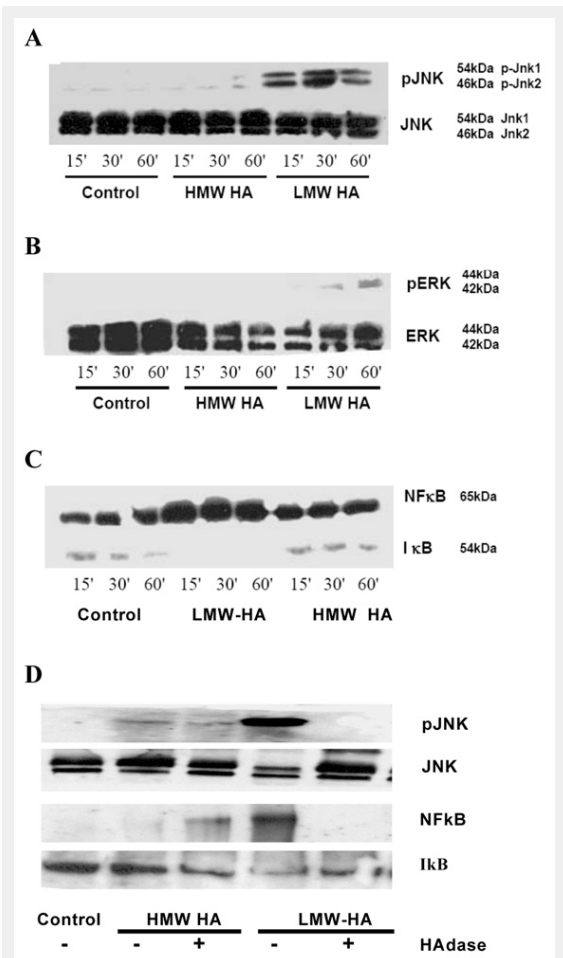 A
pJNK 54kDa p-Jnk1
46kDa p-Jnk2
JNK 54kDa Jnk1
46kDa Jnk2
15' 30' 60' 15' 30' 60' 15' 30' 60'
Control HMW HA LMW HA
B
pERK 44kDa
42kDa
ERK 44kDa
42kDa
15' 30' 60' 15' 30' 60' 15' 30' 60'
Control HMW HA LMW HA
C
NFκB 65kDa
IκB 54kDa
15' 30' 60' 15' 30' 60' 15' 30' 60'
Control LMW-HA HMW HA
D
pJNK
JNK
NFkB
IkB
Control HMW HA LMW-HA
- - + - + HAdase